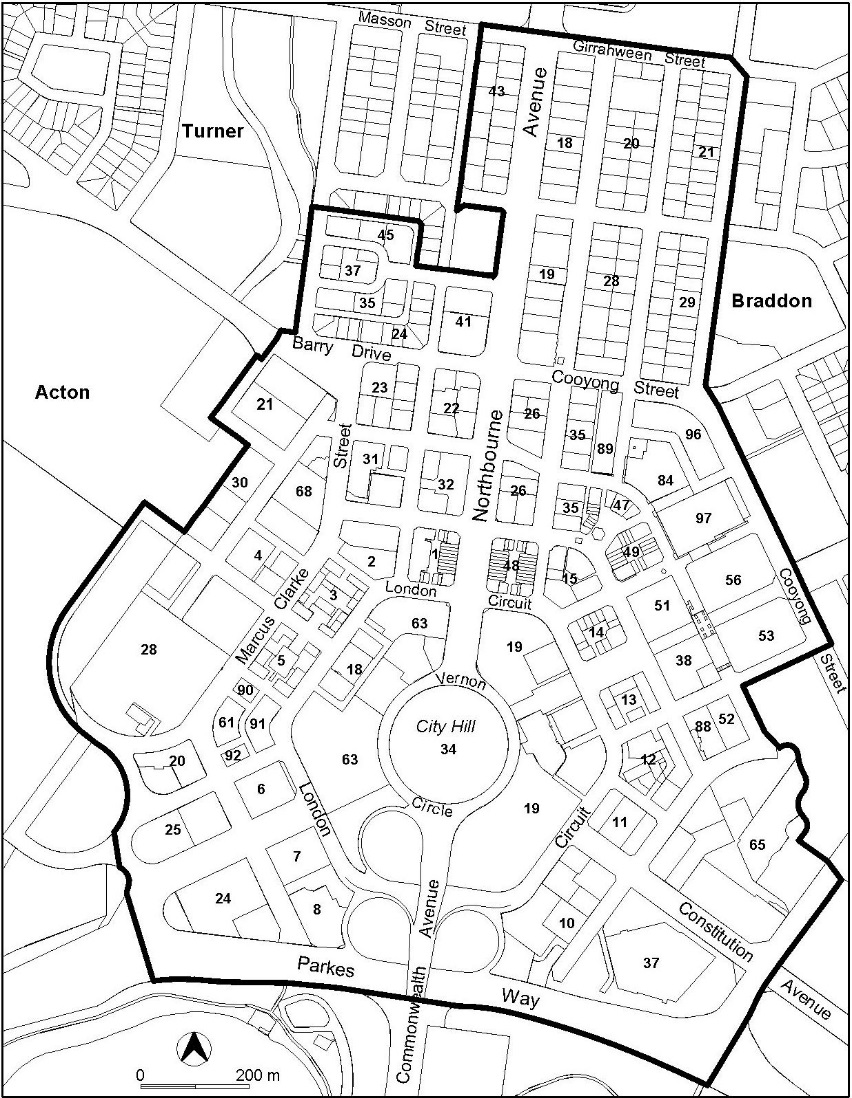 Masson Street
Girrahween Street
43
Avenue
18
20
21
Turner
45
37
35
24
41
19
28
29
Braddon
Barry Drive
Acton
Cooyong Street
21
23
22
26
35
89
96
Northbourne
Street
31
32
26
35
47
84
97
30
68
4
2
1
48
15
49
56
Cooyong
Street
Marcus Clarke
3
London Circuit
63
19
14
51
53
28
5
18
38
Vernon
City Hill
34
Circle
90
61
91
92
13
88
52
12
20
63
6
London
19
Circuit
11
65
25
7
24
8
Avenue
10
Constitution
Avenue
37
Parkes
Way
Commonwealth
0
200 m